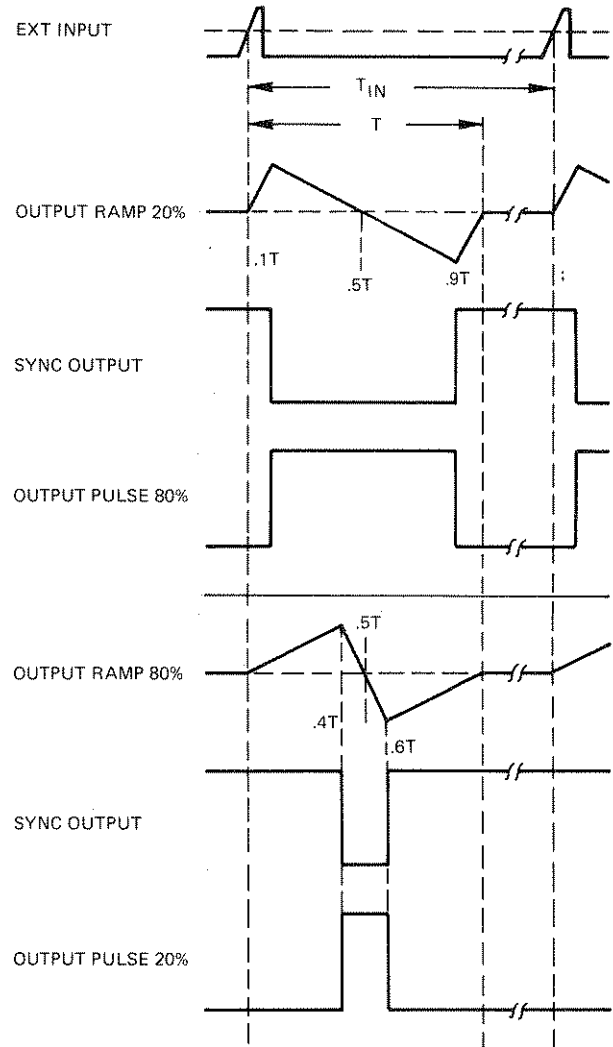 EXT INPUT
T_IN
T
OUTPUT RAMP 20%
.1T
.5T
.9T
SYNC OUTPUT
OUTPUT PULSE 80%
.5T
OUTPUT RAMP 80%
.4T
.6T
SYNC OUTPUT
OUTPUT PULSE 20%